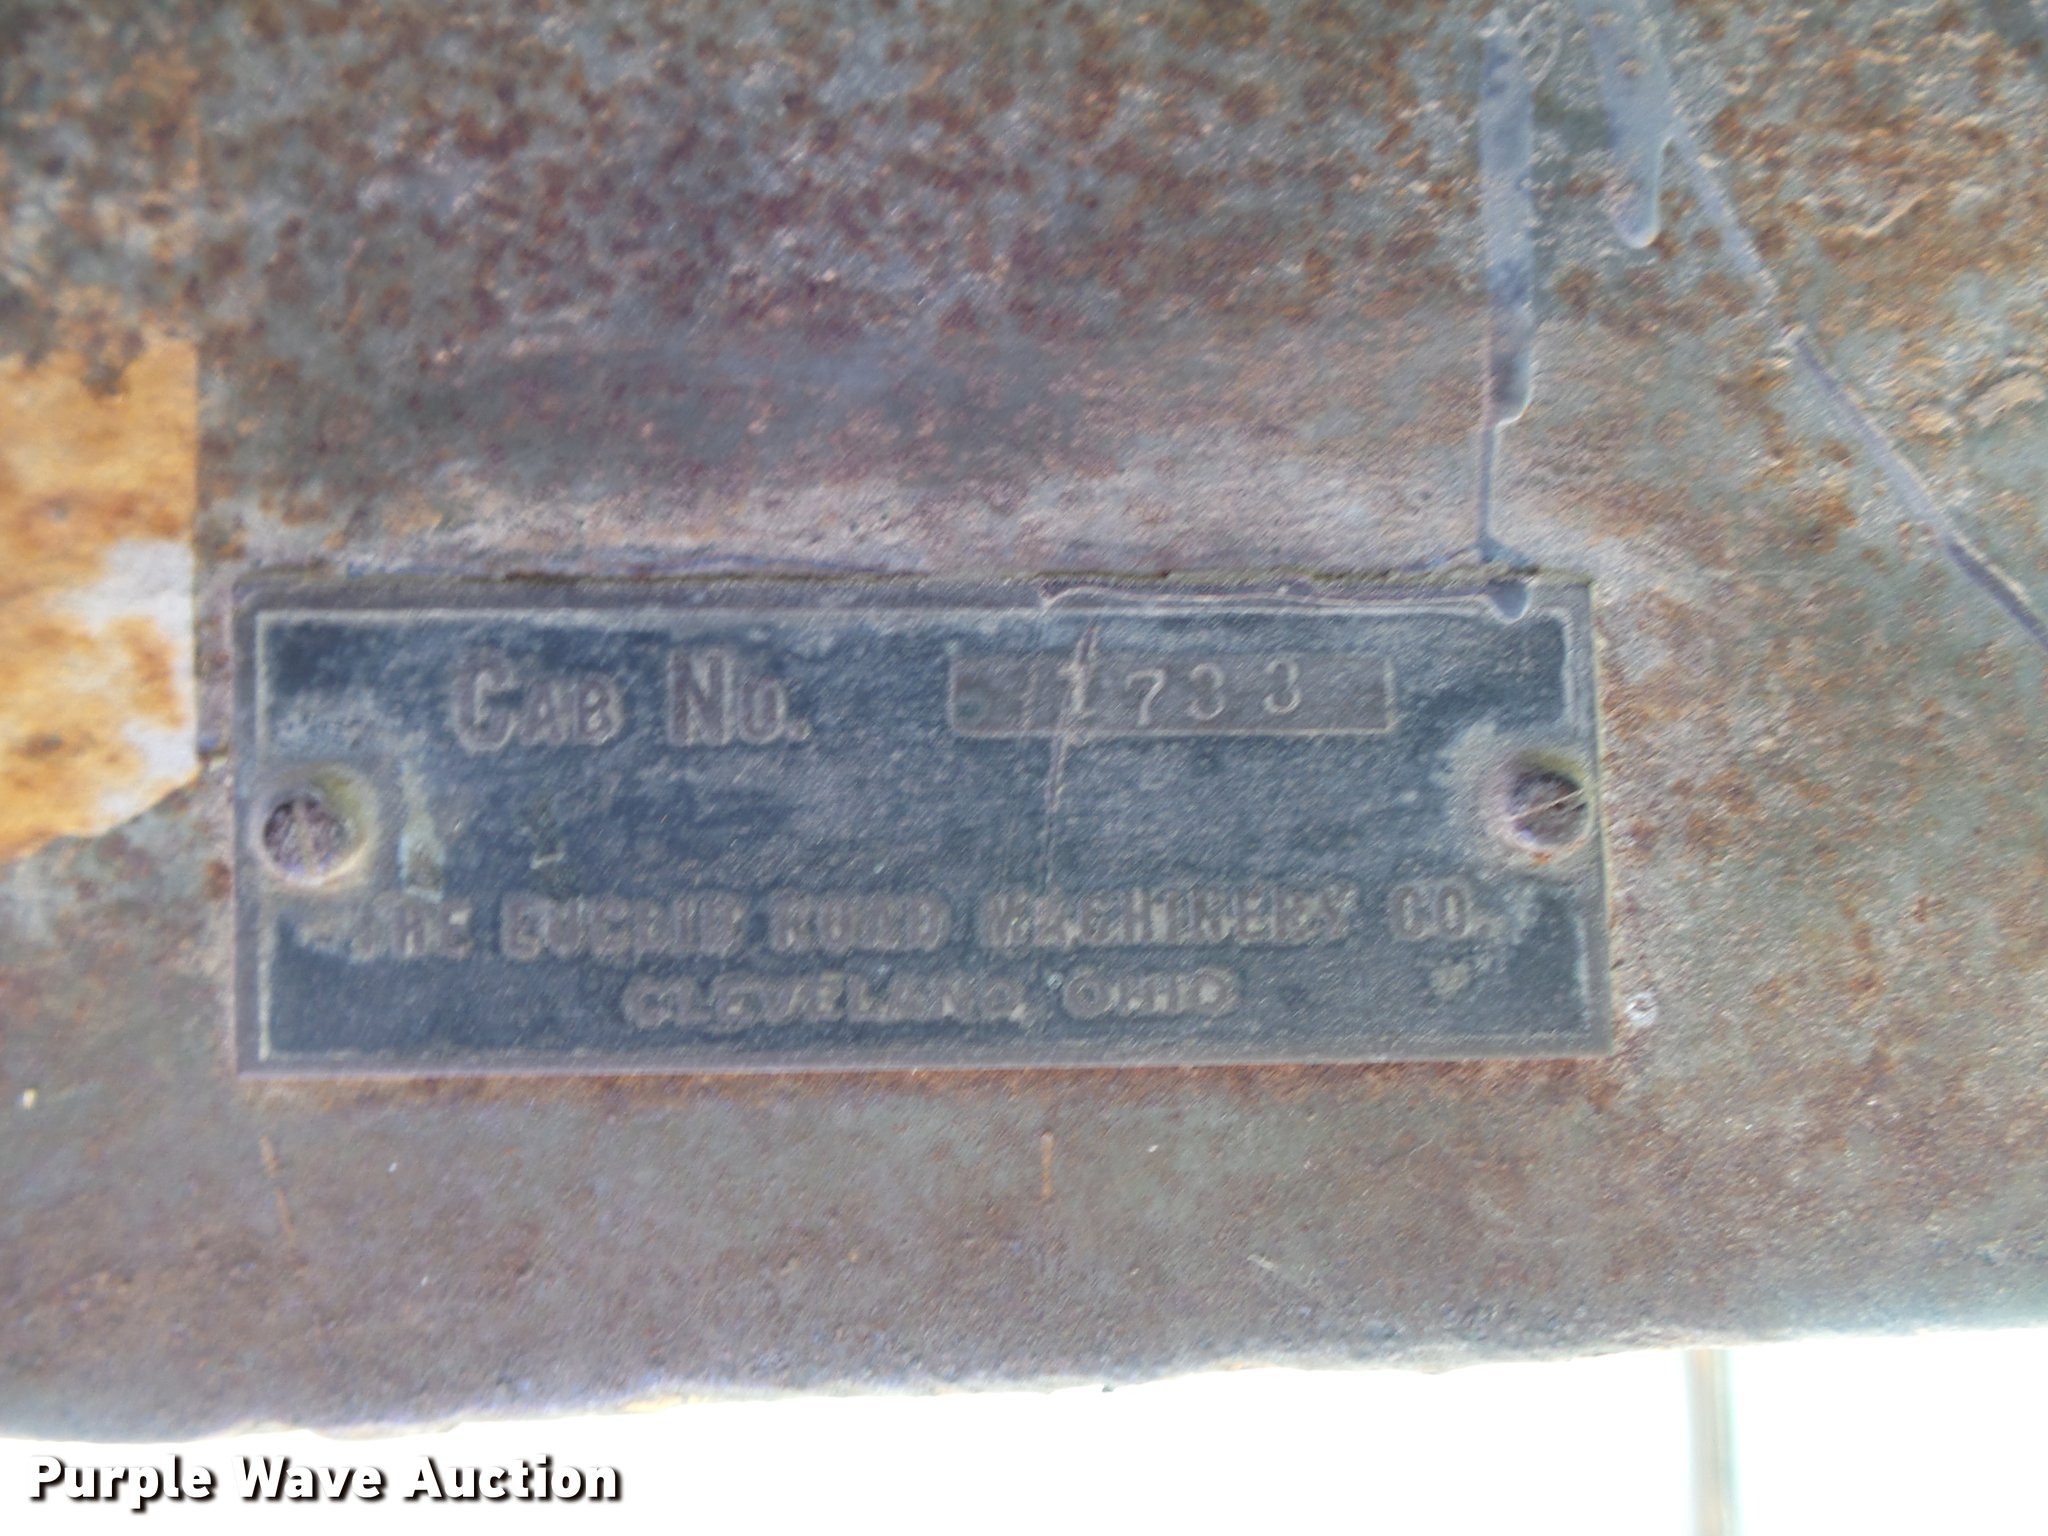 CAB NO. 1733
THE EUCLID ROAD MACHINERY CO.
CLEVELAND, OHIO
Purple Wave Auction